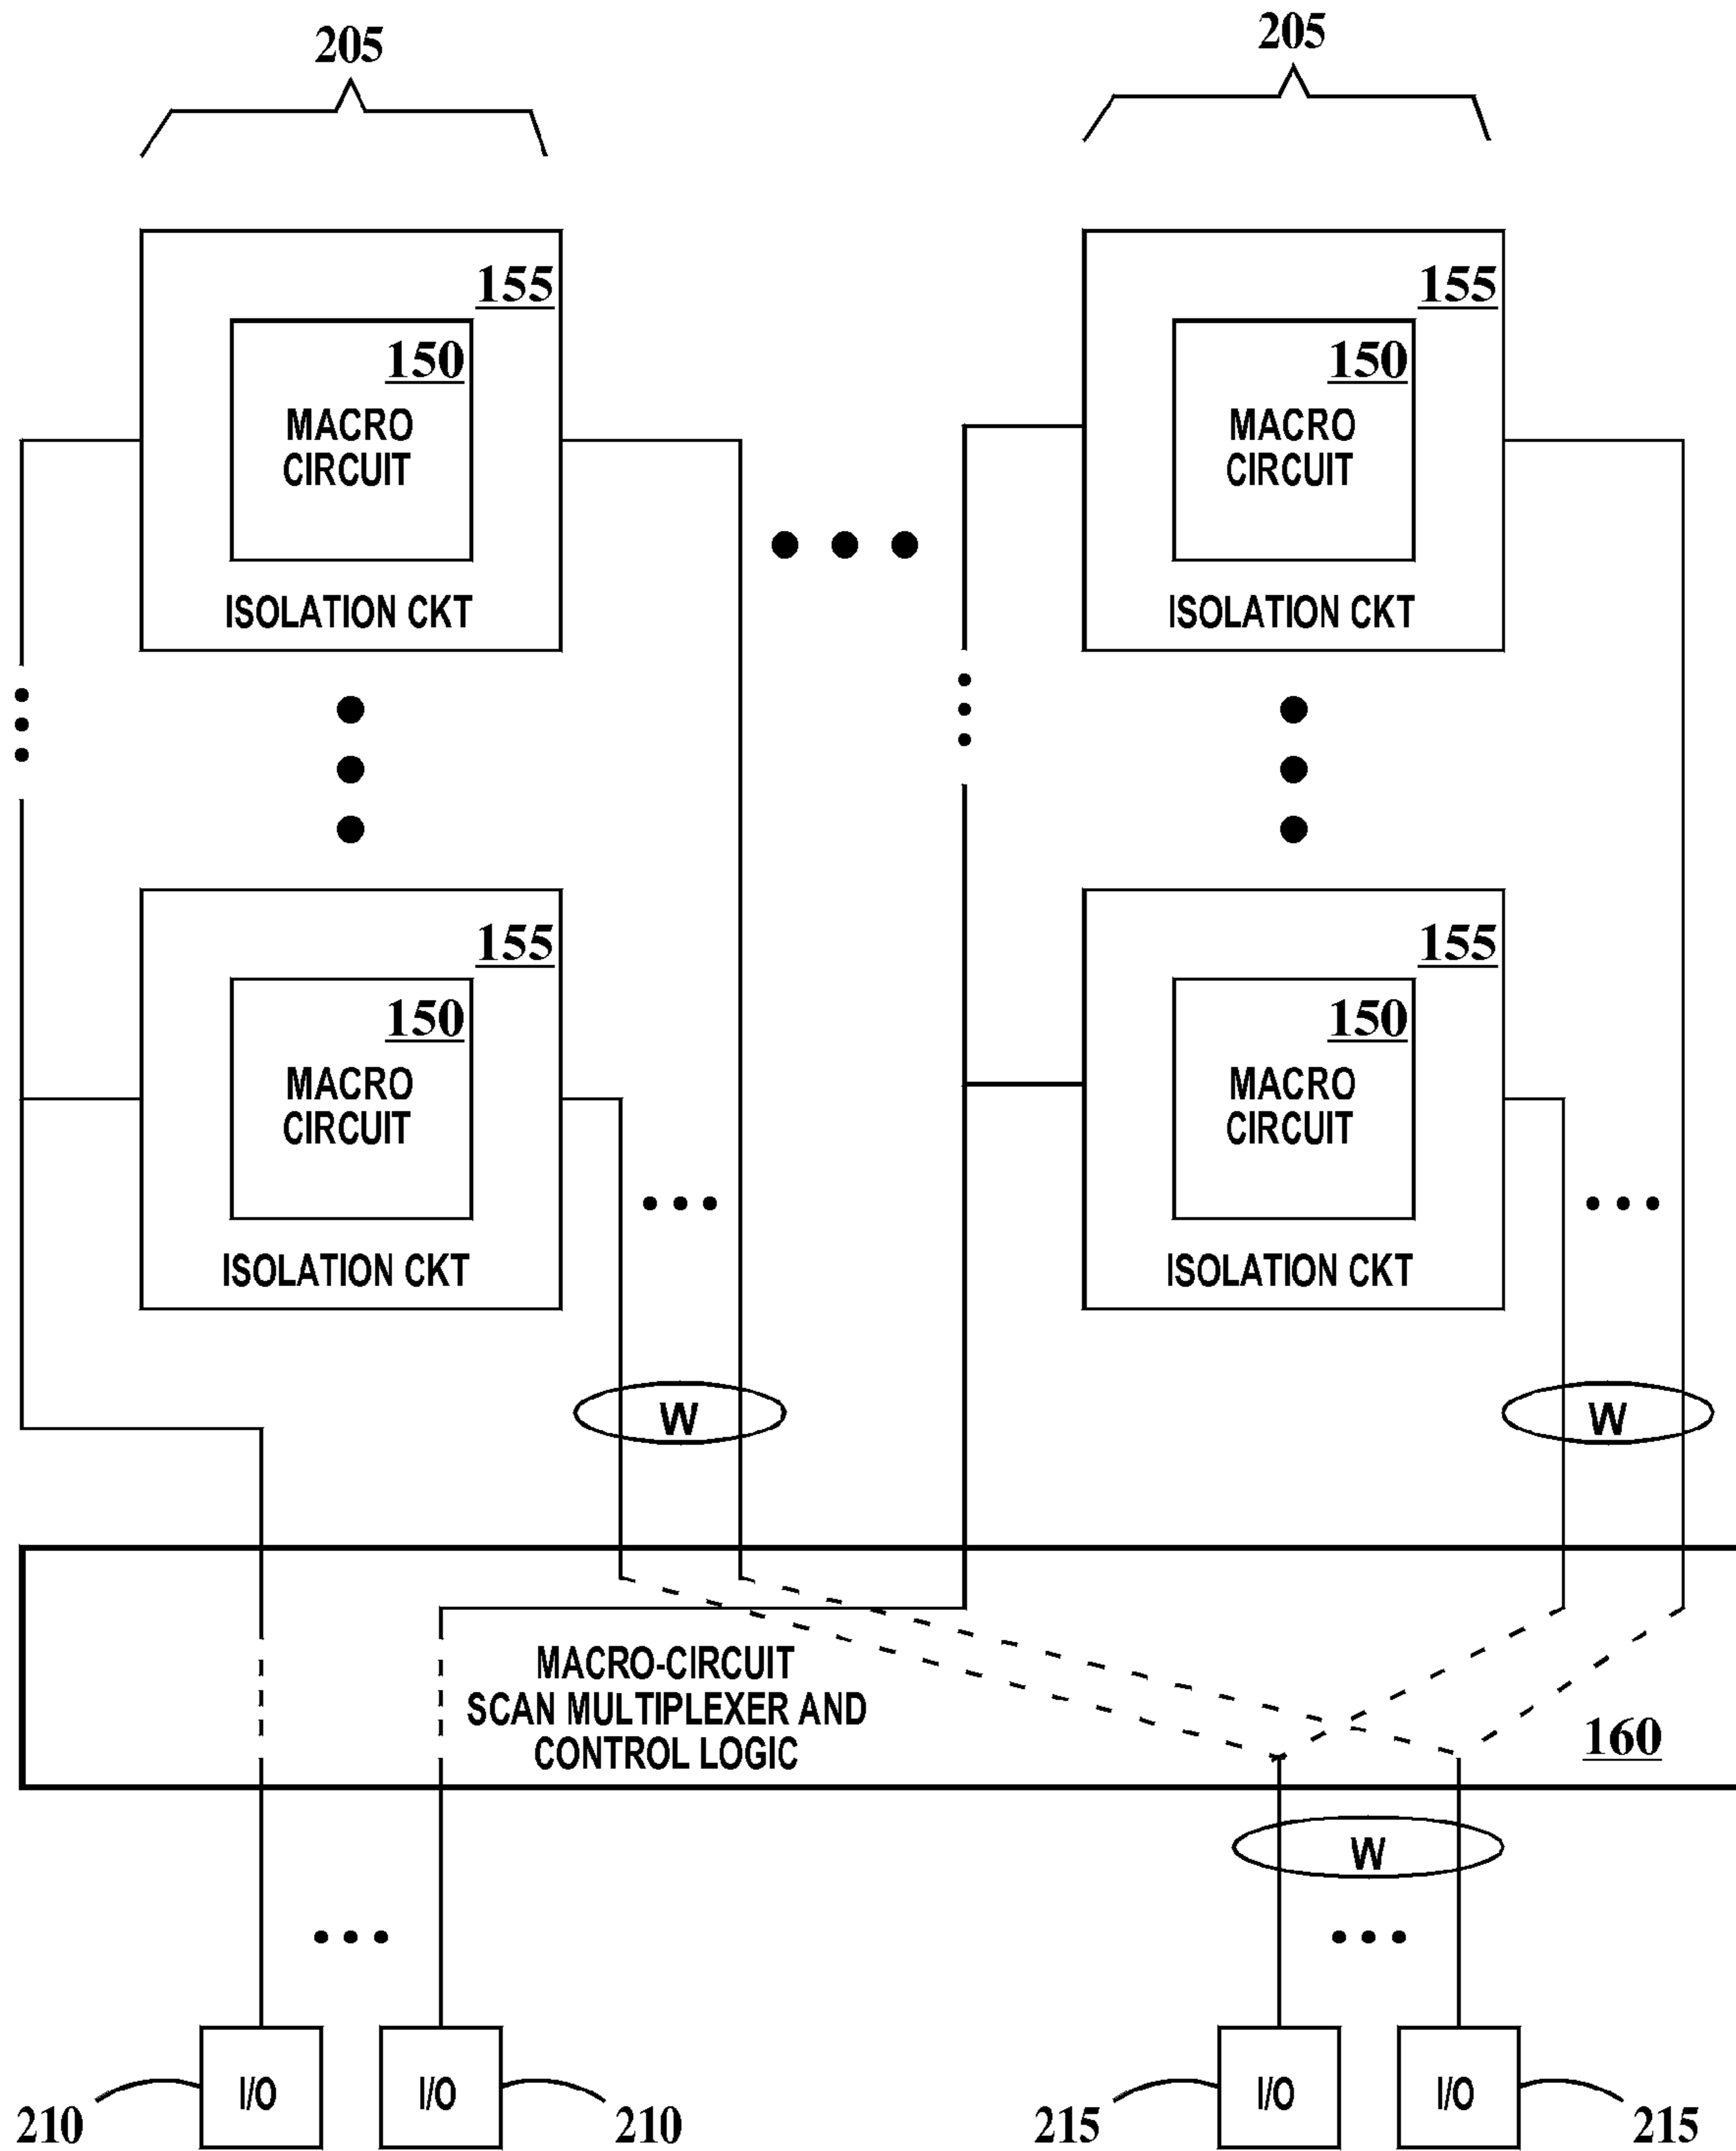 205
205
155
150
MACRO
CIRCUIT
ISOLATION CKT
155
150
MACRO
CIRCUIT
ISOLATION CKT
155
150
MACRO
CIRCUIT
ISOLATION CKT
155
150
MACRO
CIRCUIT
ISOLATION CKT
W
W
MACRO-CIRCUIT
SCAN MULTIPLEXER AND
CONTROL LOGIC
160
W
I/O
I/O
I/O
I/O
210
210
215
215